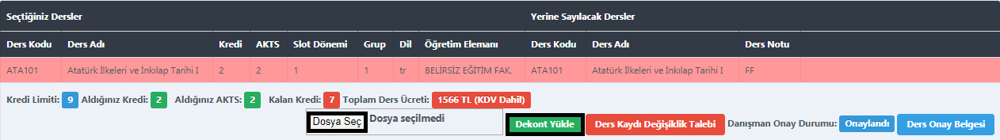 Seçtiğiniz Dersler Yerine Sayılacak Dersler
Ders Kodu Ders Adı Kredi AKTS Slot Dönemi Grup Dil Öğretim Elemanı Ders Kodu Ders Adı Ders Notu
ATA101 Atatürk İlkeleri ve İnkılap Tarihi I 2 2 1 1 tr BELİRSİZ EĞİTİM FAK. ATA101 Atatürk İlkeleri ve İnkılap Tarihi I FF
Kredi Limiti: 9 Aldığınız Kredi: 2 Aldığınız AKTS: 2 Kalan Kredi: 7 Toplam Ders Ücreti: 1566 TL (KDV Dahil)
Dosya Seç Dosya seçilmedi Dekont Yükle Ders Kaydı Değişiklik Talebi Danışman Onay Durumu: Onaylandı Ders Onay Belgesi